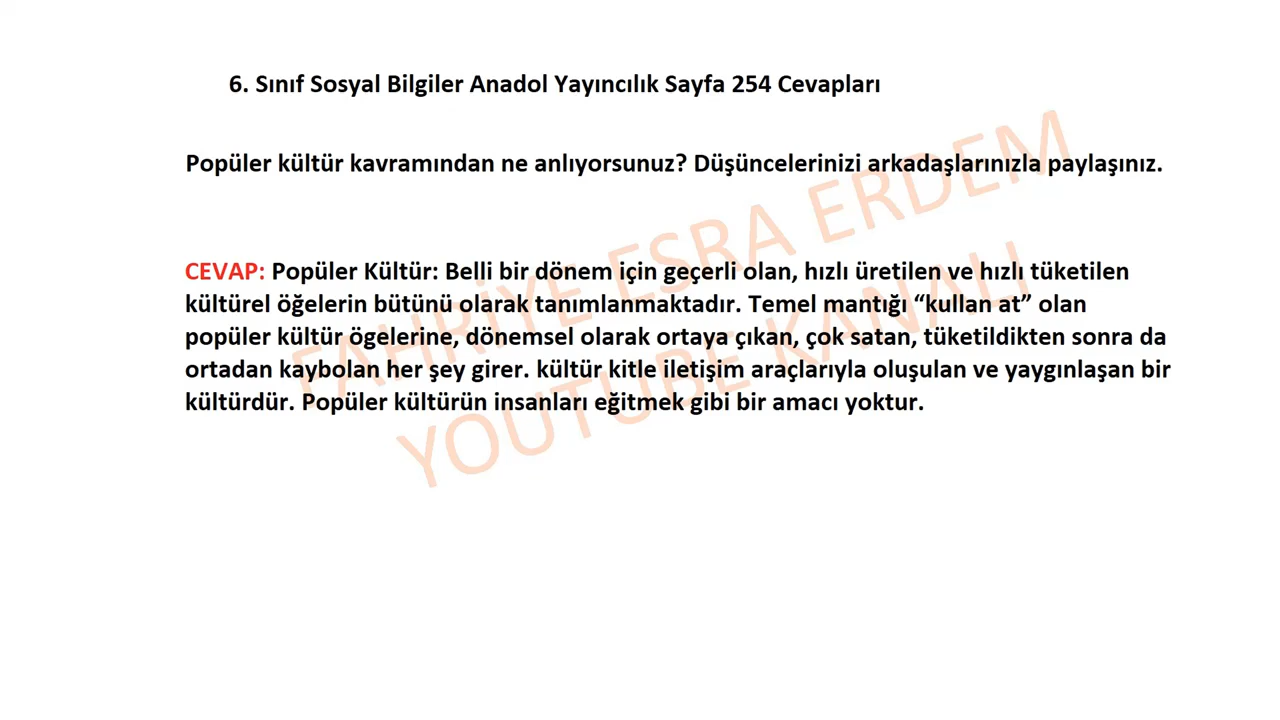 6. Sınıf Sosyal Bilgiler Anadol Yayıncılık Sayfa 254 Cevapları
Popüler kültür kavramından ne anlıyorsunuz? Düşüncelerinizi arkadaşlarınızla paylaşınız.
CEVAP: Popüler Kültür: Belli bir dönem için geçerli olan, hızlı üretilen ve hızlı tüketilen
kültürel öğelerin bütünü olarak tanımlanmaktadır. Temel mantığı “kullan at” olan
popüler kültür ögelerine, dönemsel olarak ortaya çıkan, çok satan, tüketildikten sonra da
ortadan kaybolan her şey girer. kültür kitle iletişim araçlarıyla oluşulan ve yaygınlaşan bir
kültürdür. Popüler kültürün insanları eğitmek gibi bir amacı yoktur.
FAHRİYE ESRA ERDEM
YOUTUBE KANALI